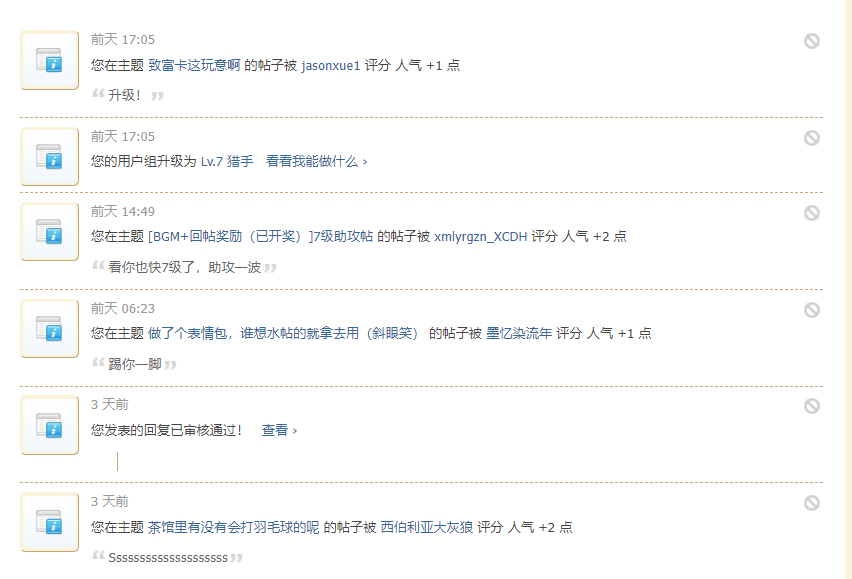 前天 17:05
您在主题 致富卡这玩意啊 的帖子被 jasonxue1 评分 人气 +1 点
“ 升级! ”
前天 17:05
您的用户组升级为 Lv.7 猎手 看看我能做什么 ›
前天 14:49
您在主题 [BGM+回帖奖励（已开奖）]7级助攻帖 的帖子被 xmlyrgzn_XCDH 评分 人气 +2 点
“ 看你也快7级了，助攻一波 ”
前天 06:23
您在主题 做了个表情包，谁想水帖的就拿去用（斜眼笑） 的帖子被 墨忆染流年 评分 人气 +1 点
“ 踢你一脚 ”
3 天前
您发表的回复已审核通过！ 查看 ›
3 天前
您在主题 茶馆里有没有会打羽毛球的呢 的帖子被 西伯利亚大灰狼 评分 人气 +2 点
“ Ssssssssssssssssssss ”